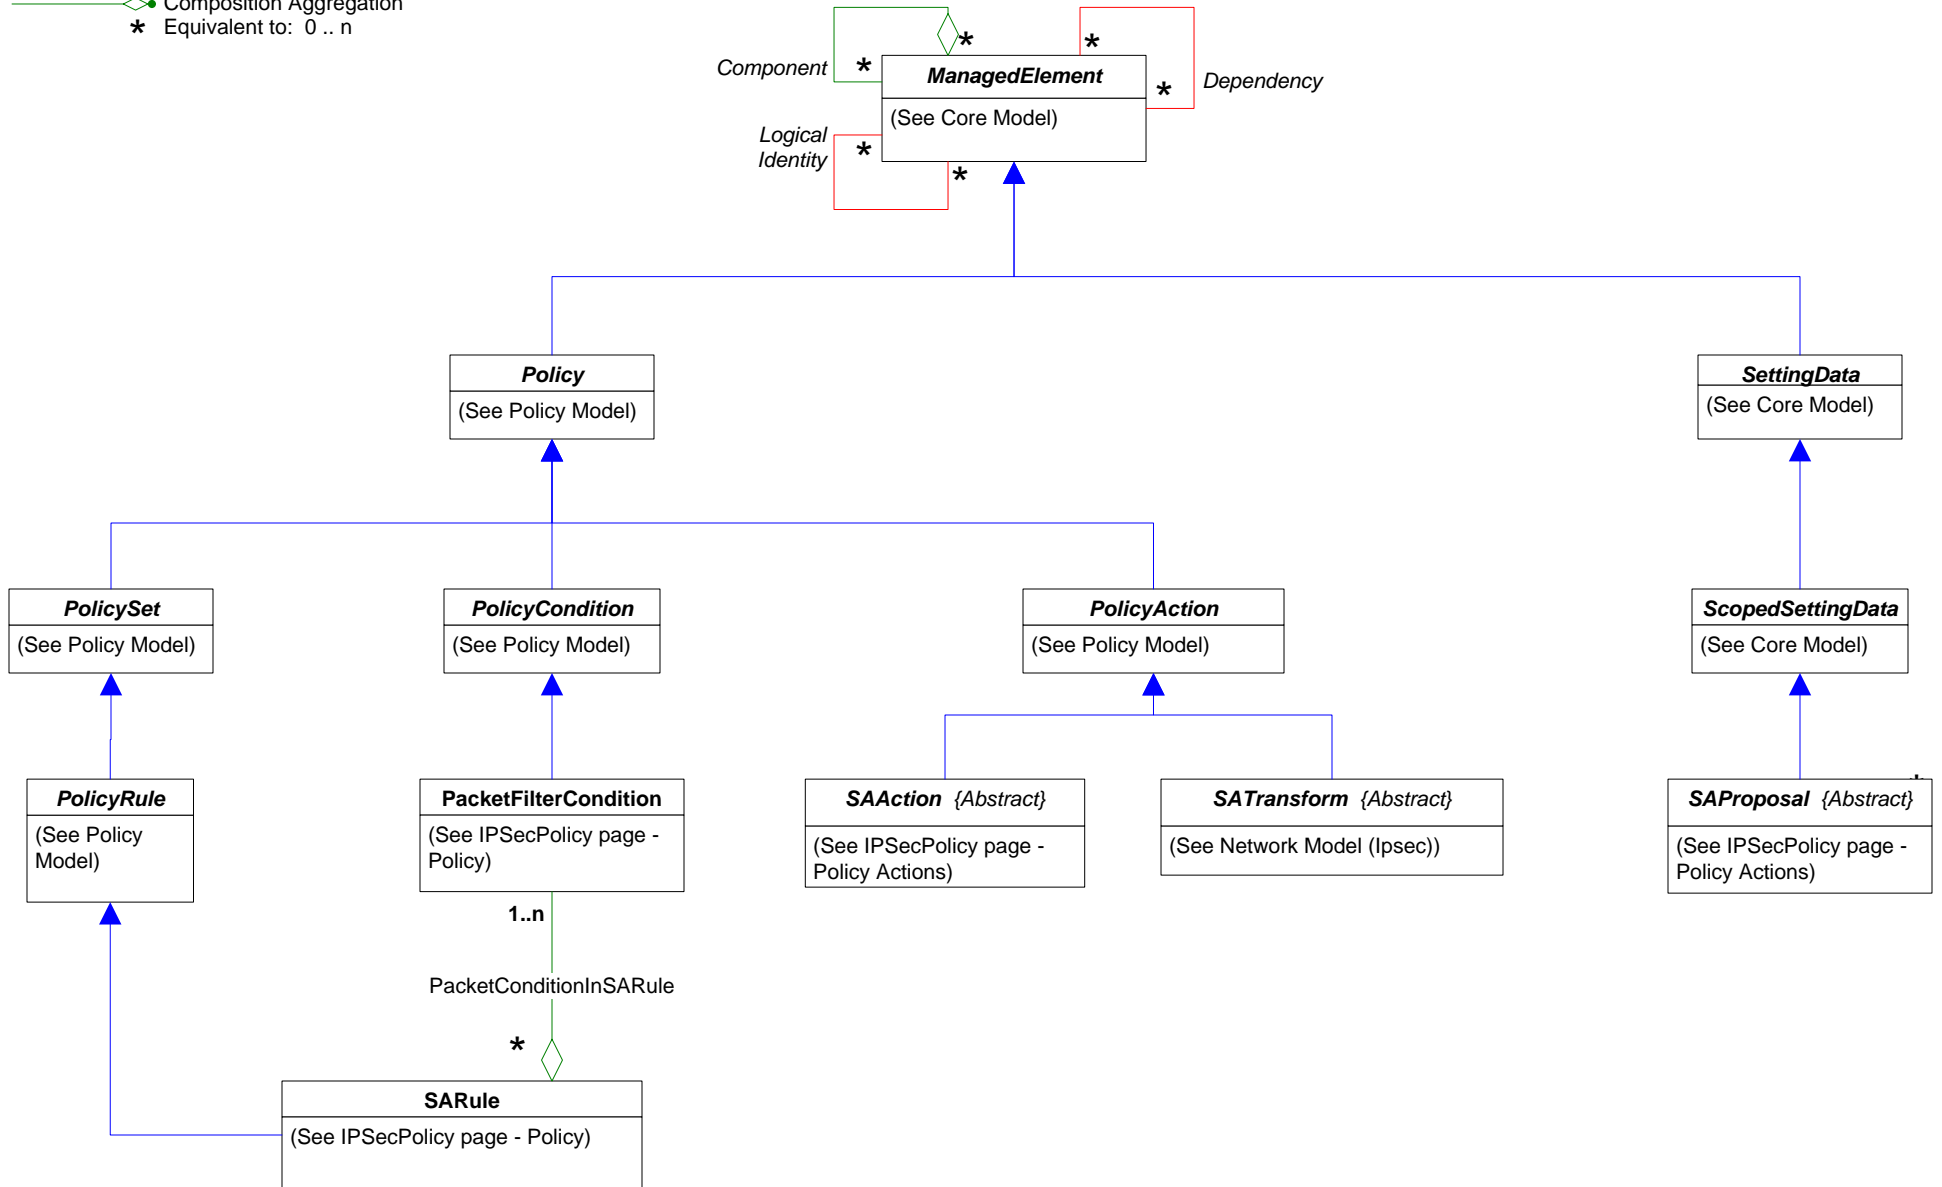 Composition Aggregation
* Equivalent to: 0 .. n
*
*
Component
*
ManagedElement
*
Dependency
(See Core Model)
Logical
Identity
*
*
Policy
(See Policy Model)
SettingData
(See Core Model)
PolicySet
(See Policy Model)
PolicyCondition
(See Policy Model)
PolicyAction
(See Policy Model)
ScopedSettingData
(See Core Model)
PolicyRule
(See Policy
Model)
PacketFilterCondition
(See IPSecPolicy page -
Policy)
SAAction {Abstract}
(See IPSecPolicy page -
Policy Actions)
SATransform {Abstract}
(See Network Model (Ipsec))
*
SAProposal {Abstract}
(See IPSecPolicy page -
Policy Actions)
1..n
PacketConditionInSARule
*
SARule
(See IPSecPolicy page - Policy)